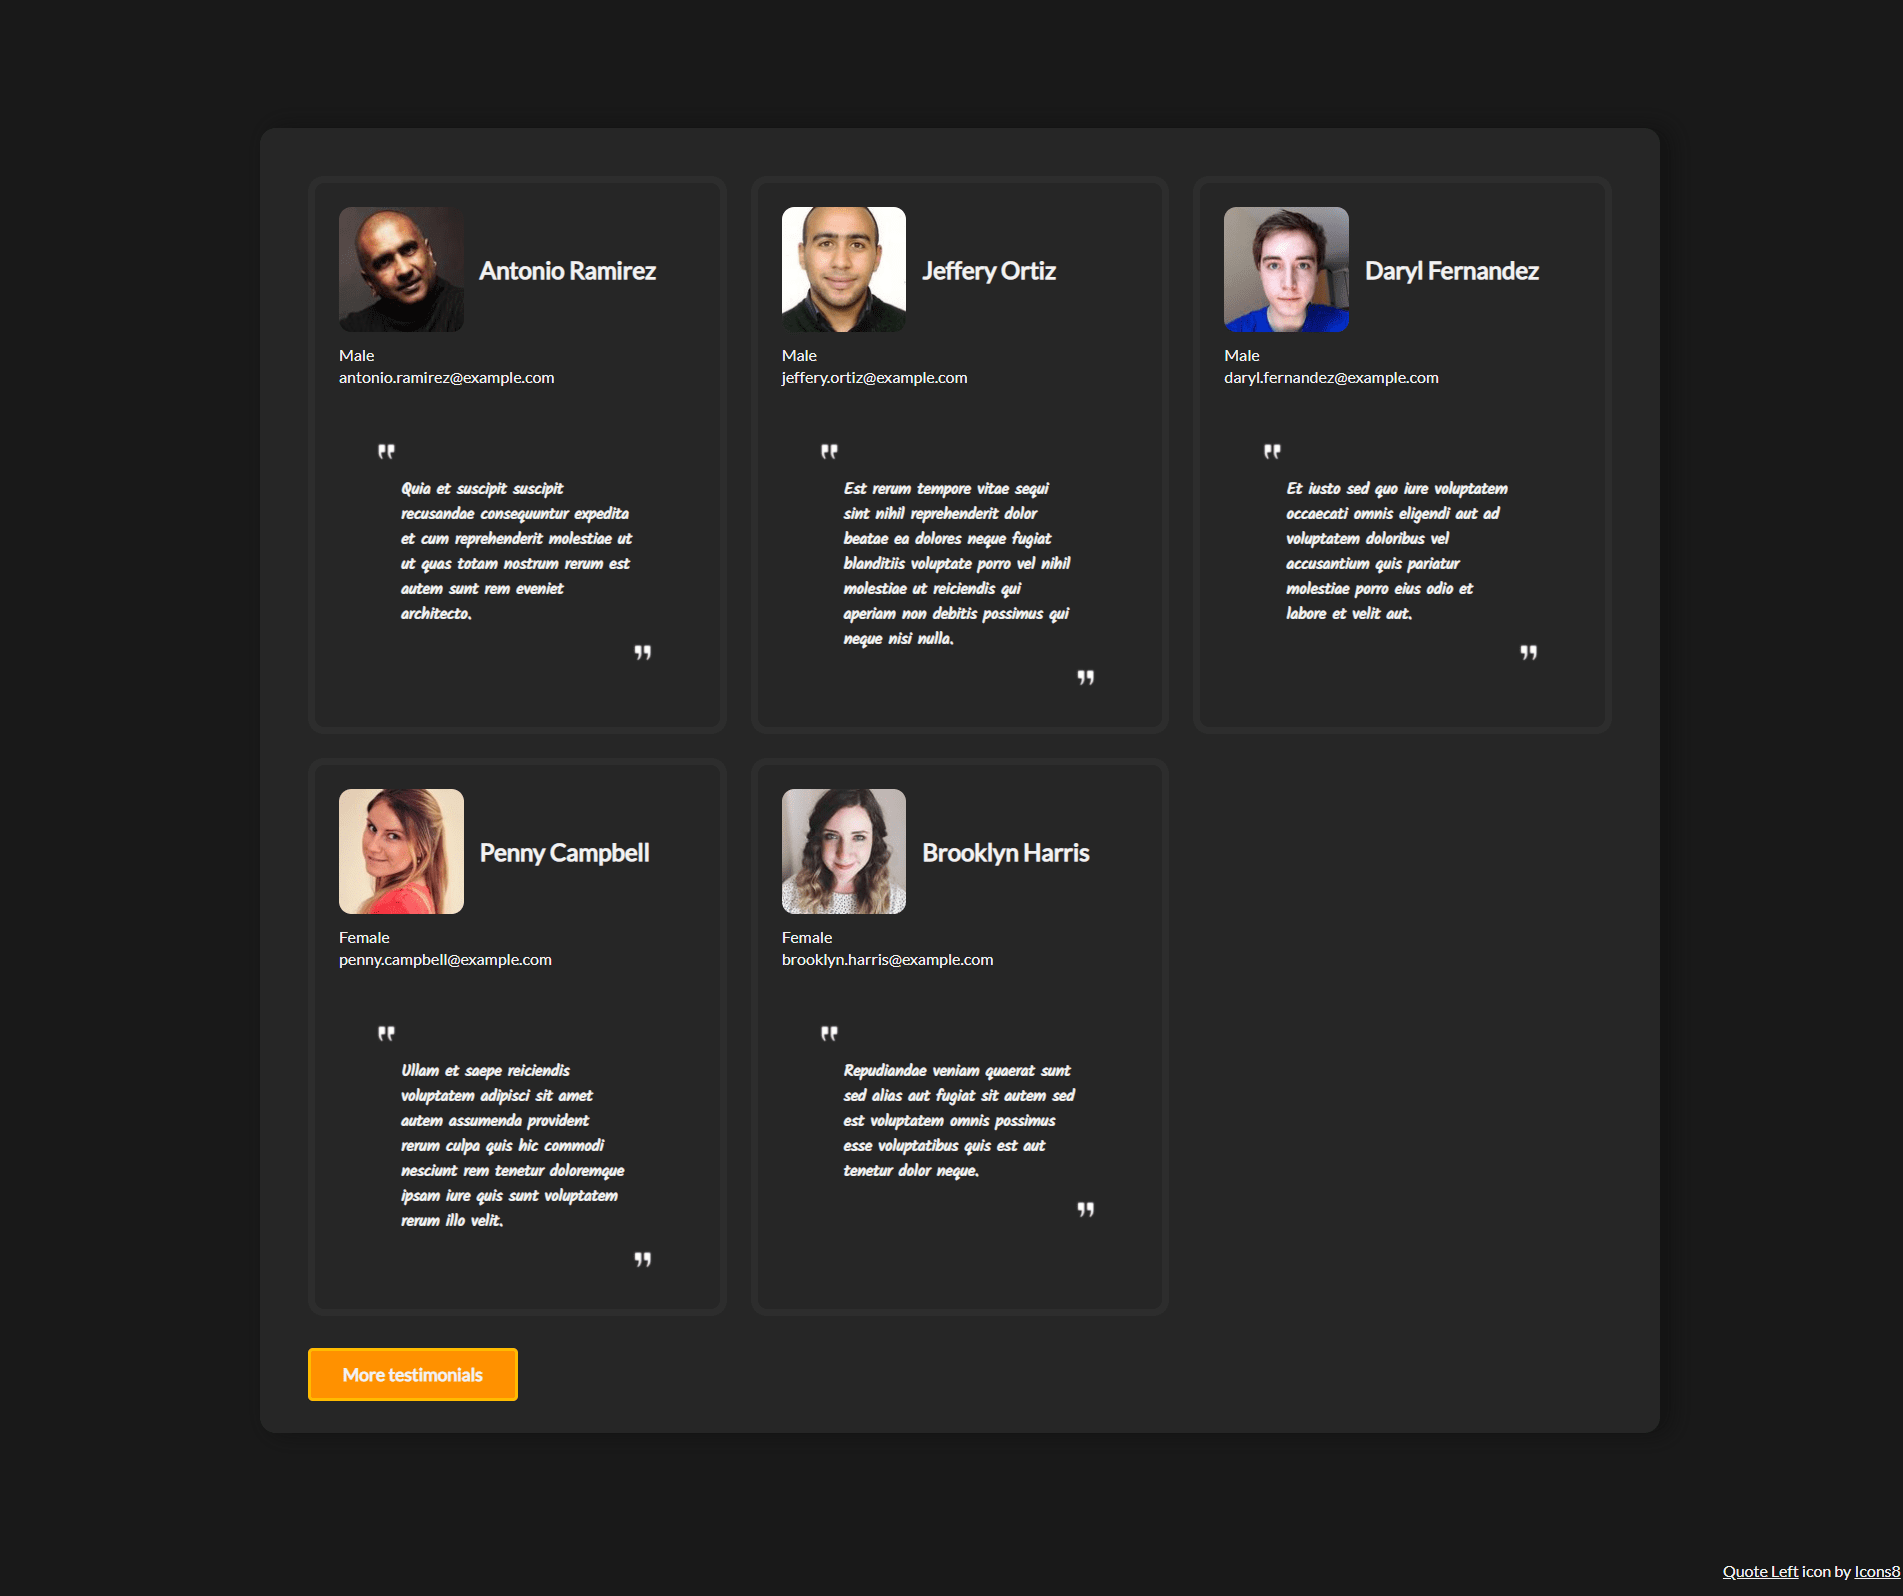 Antonio Ramirez
Male
antonio.ramirez@example.com
"
Quia et suscipit suscipit
recusandae consequuntur expedita
et cum reprehenderit molestiae ut
ut quas totam nostrum rerum est
autem sunt rem eveniet
architecto.
"
Jeffery Ortiz
Male
jeffery.ortiz@example.com
"
Est rerum tempore vitae sequi
sint nihil reprehenderit dolor
beatae ea dolores neque fugiat
blanditiis voluptate porro vel nihil
molestiae ut reiciendis qui
aperiam non debitis possimus qui
neque nisi nulla.
"
Daryl Fernandez
Male
daryl.fernandez@example.com
"
Et iusto sed quo iure voluptatem
occaecati omnis eligendi aut ad
voluptatem doloribus vel
accusantium quis pariatur
molestiae porro eius odio et
labore et velit aut.
"
Penny Campbell
Female
penny.campbell@example.com
"
Ullam et saepe reiciendis
voluptatem adipisci sit amet
autem assumenda provident
rerum culpa quis hic commodi
nesciunt rem tenetur doloremque
ipsam iure quis sunt voluptatem
rerum illo velit.
"
Brooklyn Harris
Female
brooklyn.harris@example.com
"
Repudiandae veniam quaerat sunt
sed alias aut fugiat sit autem sed
est voluptatem omnis possimus
esse voluptatibus quis est aut
tenetur dolor neque.
"
More testimonials
Quote Left icon by Icons8